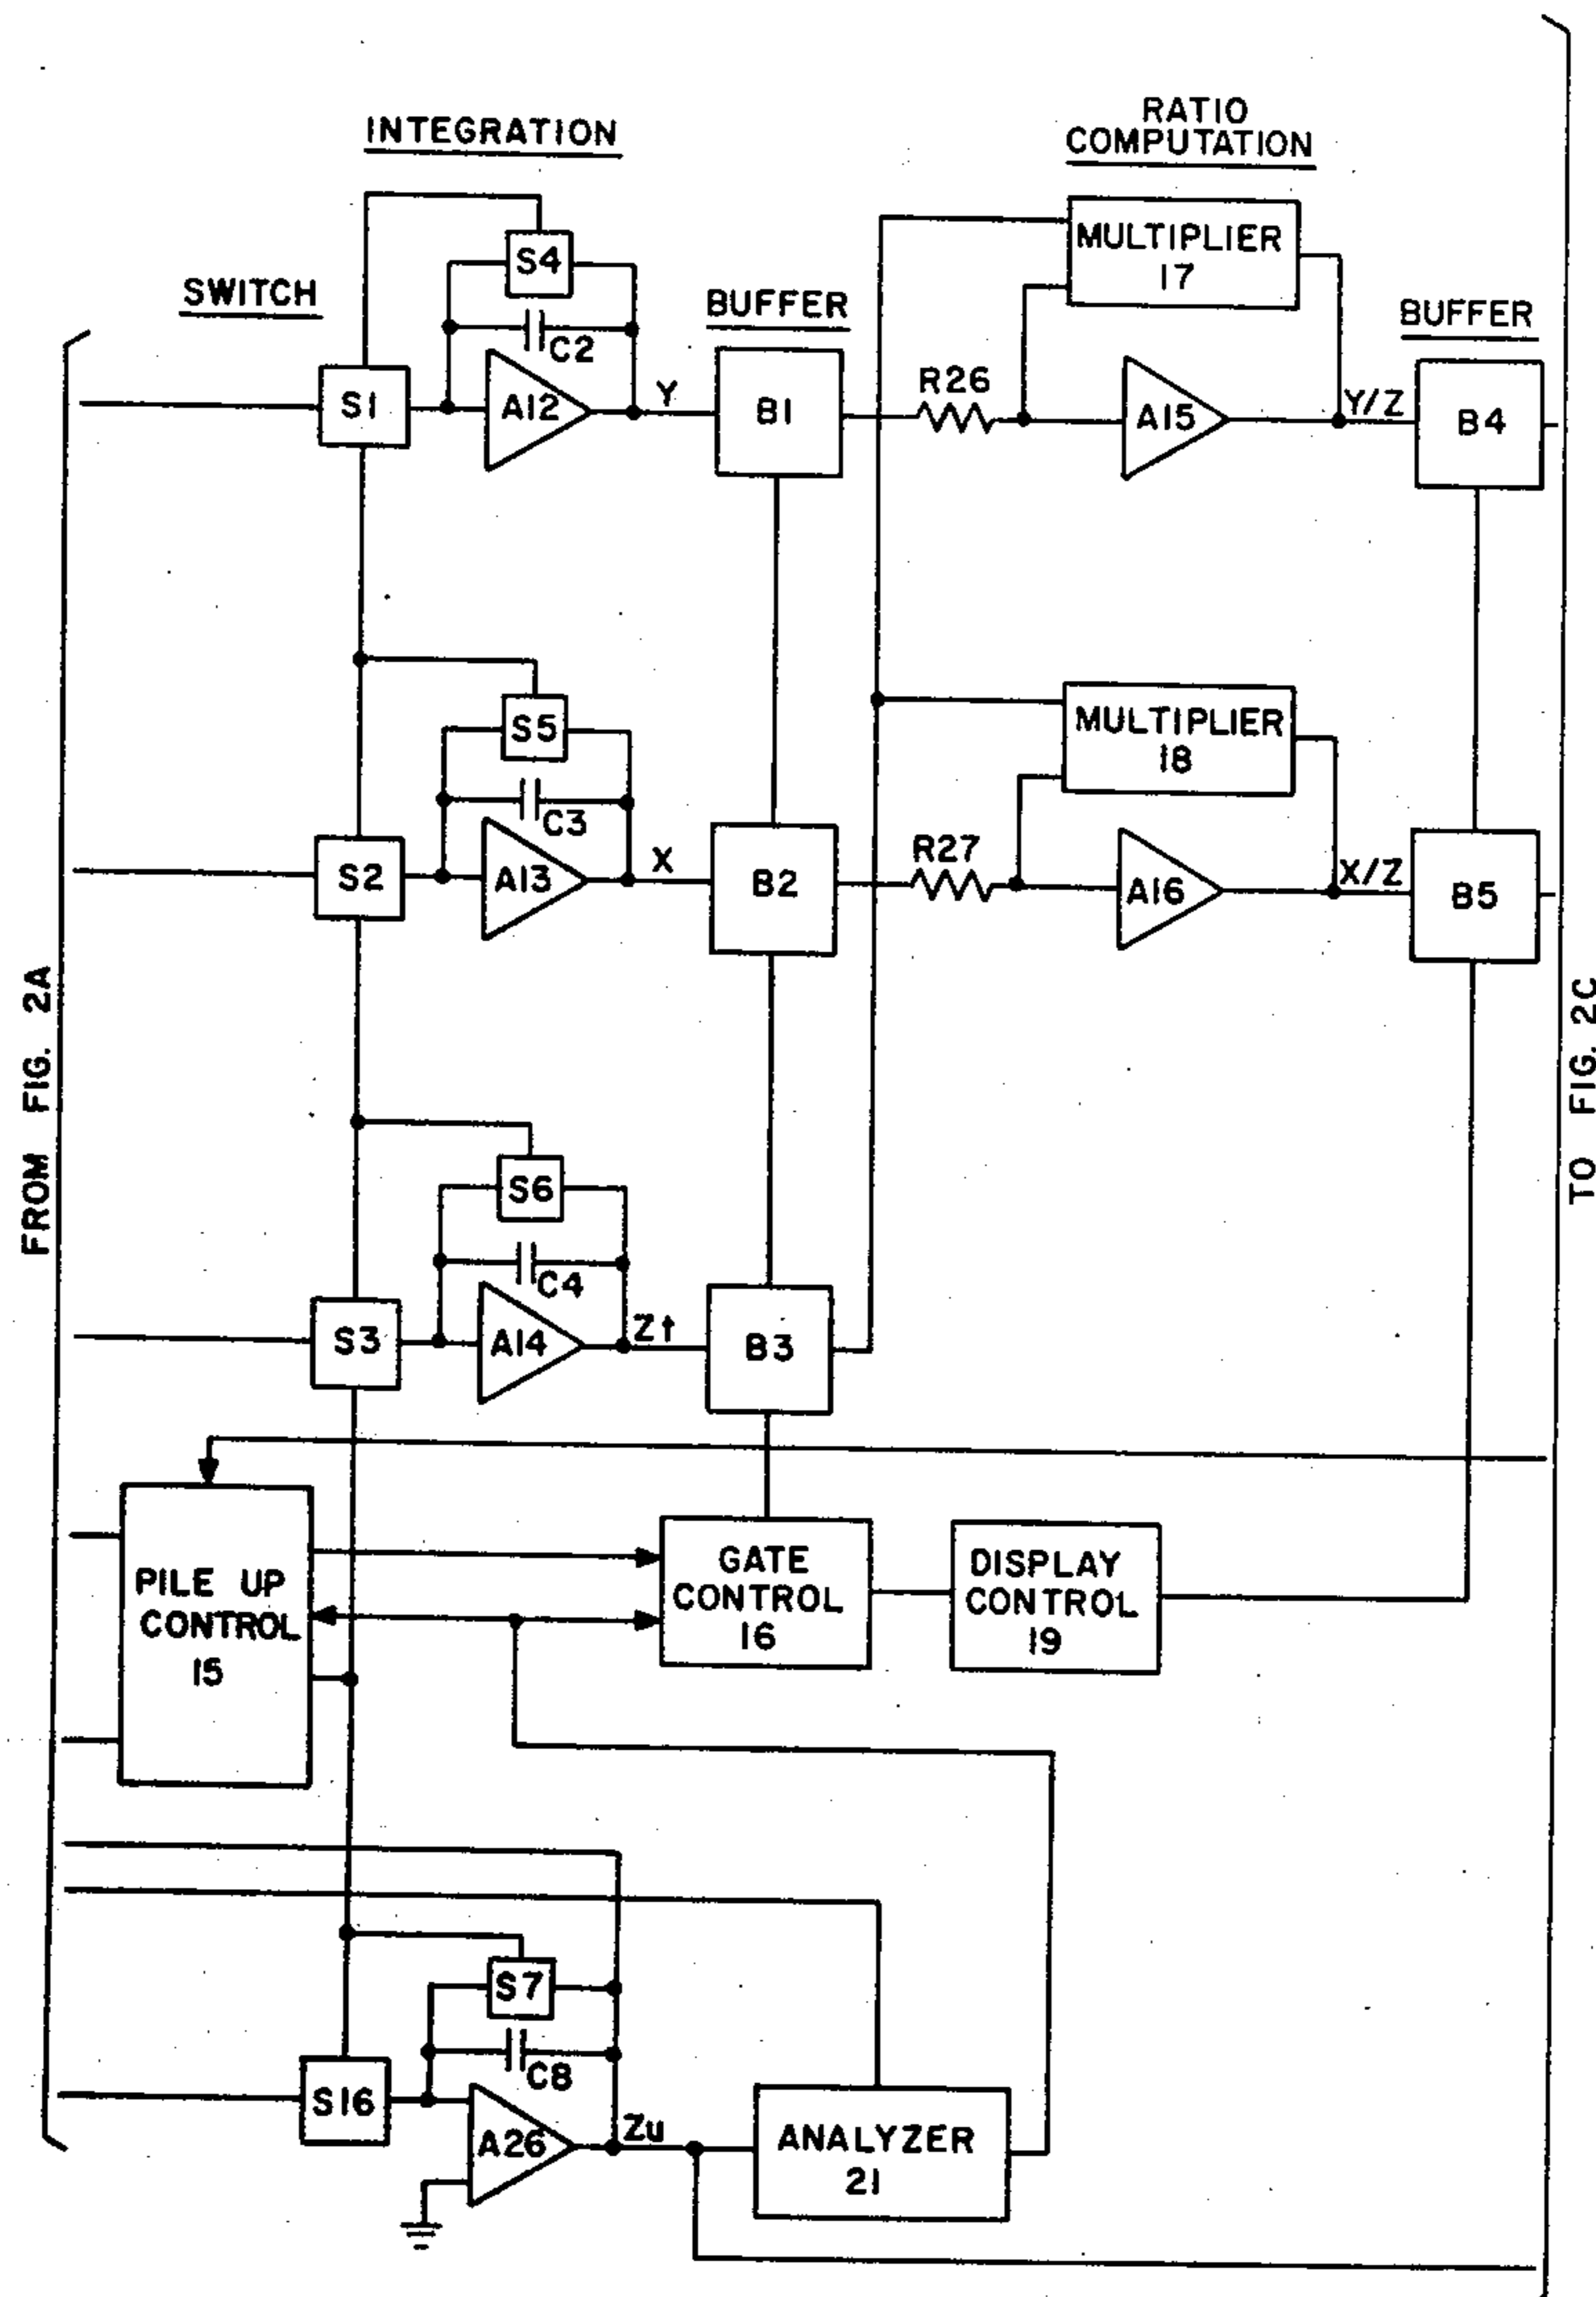 INTEGRATION
RATIO
COMPUTATION
SWITCH
BUFFER
BUFFER
S4
C2
MULTIPLIER
17
S1
A12
Y
B1
R26
A15
Y/Z
B4
S5
C3
MULTIPLIER
18
S2
A13
X
B2
R27
A16
X/Z
B5
FROM FIG. 2A
TO FIG. 2C
S6
C4
S3
A14
Zt
B3
PILE UP
CONTROL
15
GATE
CONTROL
16
DISPLAY
CONTROL
19
S7
C8
S16
A26
Zu
ANALYZER
21